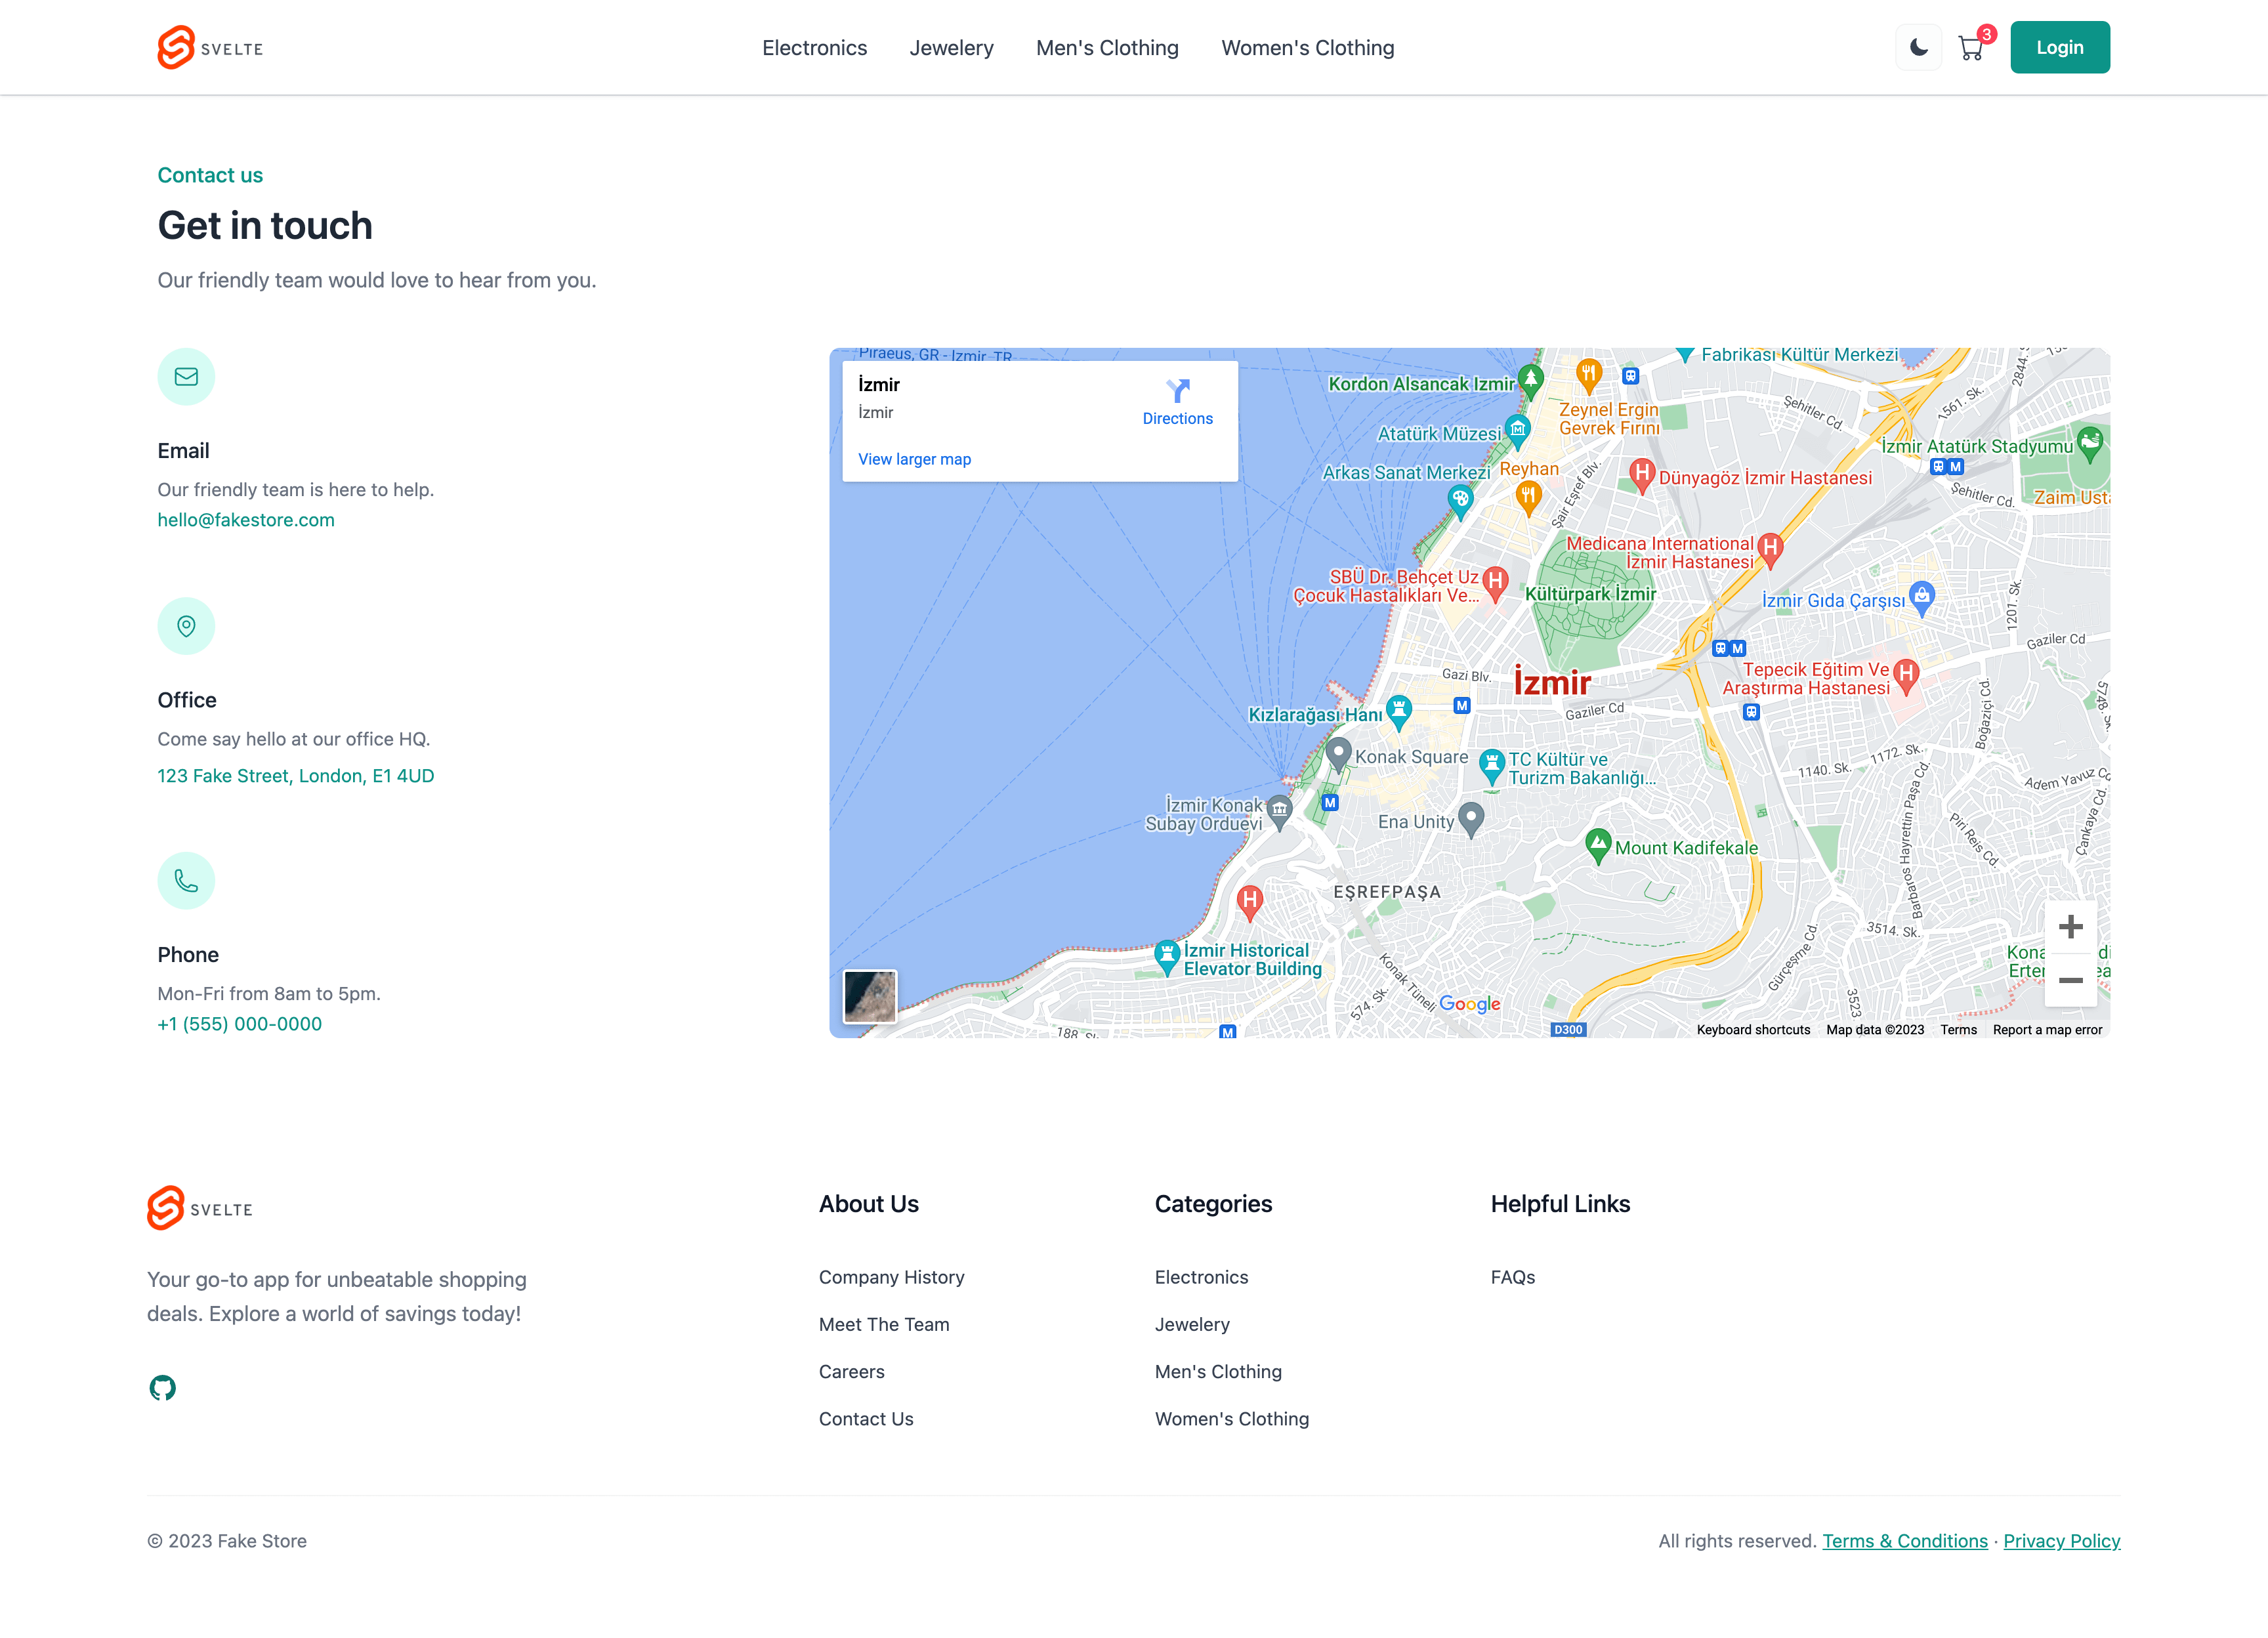 SVELTE
Electronics
Jewelery
Men's Clothing
Women's Clothing
3
Login
Contact us
Get in touch
Our friendly team would love to hear from you.
Email
Our friendly team is here to help.
hello@fakestore.com
Office
Come say hello at our office HQ.
123 Fake Street, London, E1 4UD
Phone
Mon-Fri from 8am to 5pm.
+1 (555) 000-0000
Piraeus, GR - Izmir, TR
İzmir
İzmir
Directions
View larger map
Fabrikası Kültür Merkezi
Kordon Alsancak Izmir
Zeynel Ergin
Gevrek Fırını
Şehitler Cd.
1561. Sk.
2844.
Atatürk Müzesi
İzmir Atatürk Stadyumu
M
Arkas Sanat Merkezi
Reyhan
Şair Eşref Blv.
H
Dünyagöz İzmir Hastanesi
Şehitler Cd.
Zaim Usta
Medicana International
İzmir Hastanesi
H
SBÜ Dr. Behçet Uz
Çocuk Hastalıkları Ve...
H
Kültürpark İzmir
İzmir Gıda Çarşısı
1201. Sk.
Gaziler Cd
M
Gazi Blv.
İzmir
Tepecik Eğitim Ve
Araştırma Hastanesi
H
5748.
Kızlarağası Hanı
M
Gaziler Cd
Boğaziçi Cd.
Konak Square
TC Kültür ve
Turizm Bakanlığı...
1140. Sk.
1172. Sk.
Adem Yavuz Cd
İzmir Konak
Subay Orduevi
M
Ena Unity
Mount Kadifekale
Barbaros Hayrettin Paşa Cd.
Piri Reis Cd.
Çankaya Cd.
EŞREFPAŞA
H
İzmir Historical
Elevator Building
Konak Tüneli
574. Sk.
Gürçeşme Cd.
3514. Sk.
3523
188. Sk.
M
Google
D300
Keyboard shortcuts
Map data ©2023
Terms
Report a map error
SVELTE
Your go-to app for unbeatable shopping
deals. Explore a world of savings today!
About Us
Company History
Meet The Team
Careers
Contact Us
Categories
Electronics
Jewelery
Men's Clothing
Women's Clothing
Helpful Links
FAQs
© 2023 Fake Store
All rights reserved. Terms & Conditions · Privacy Policy